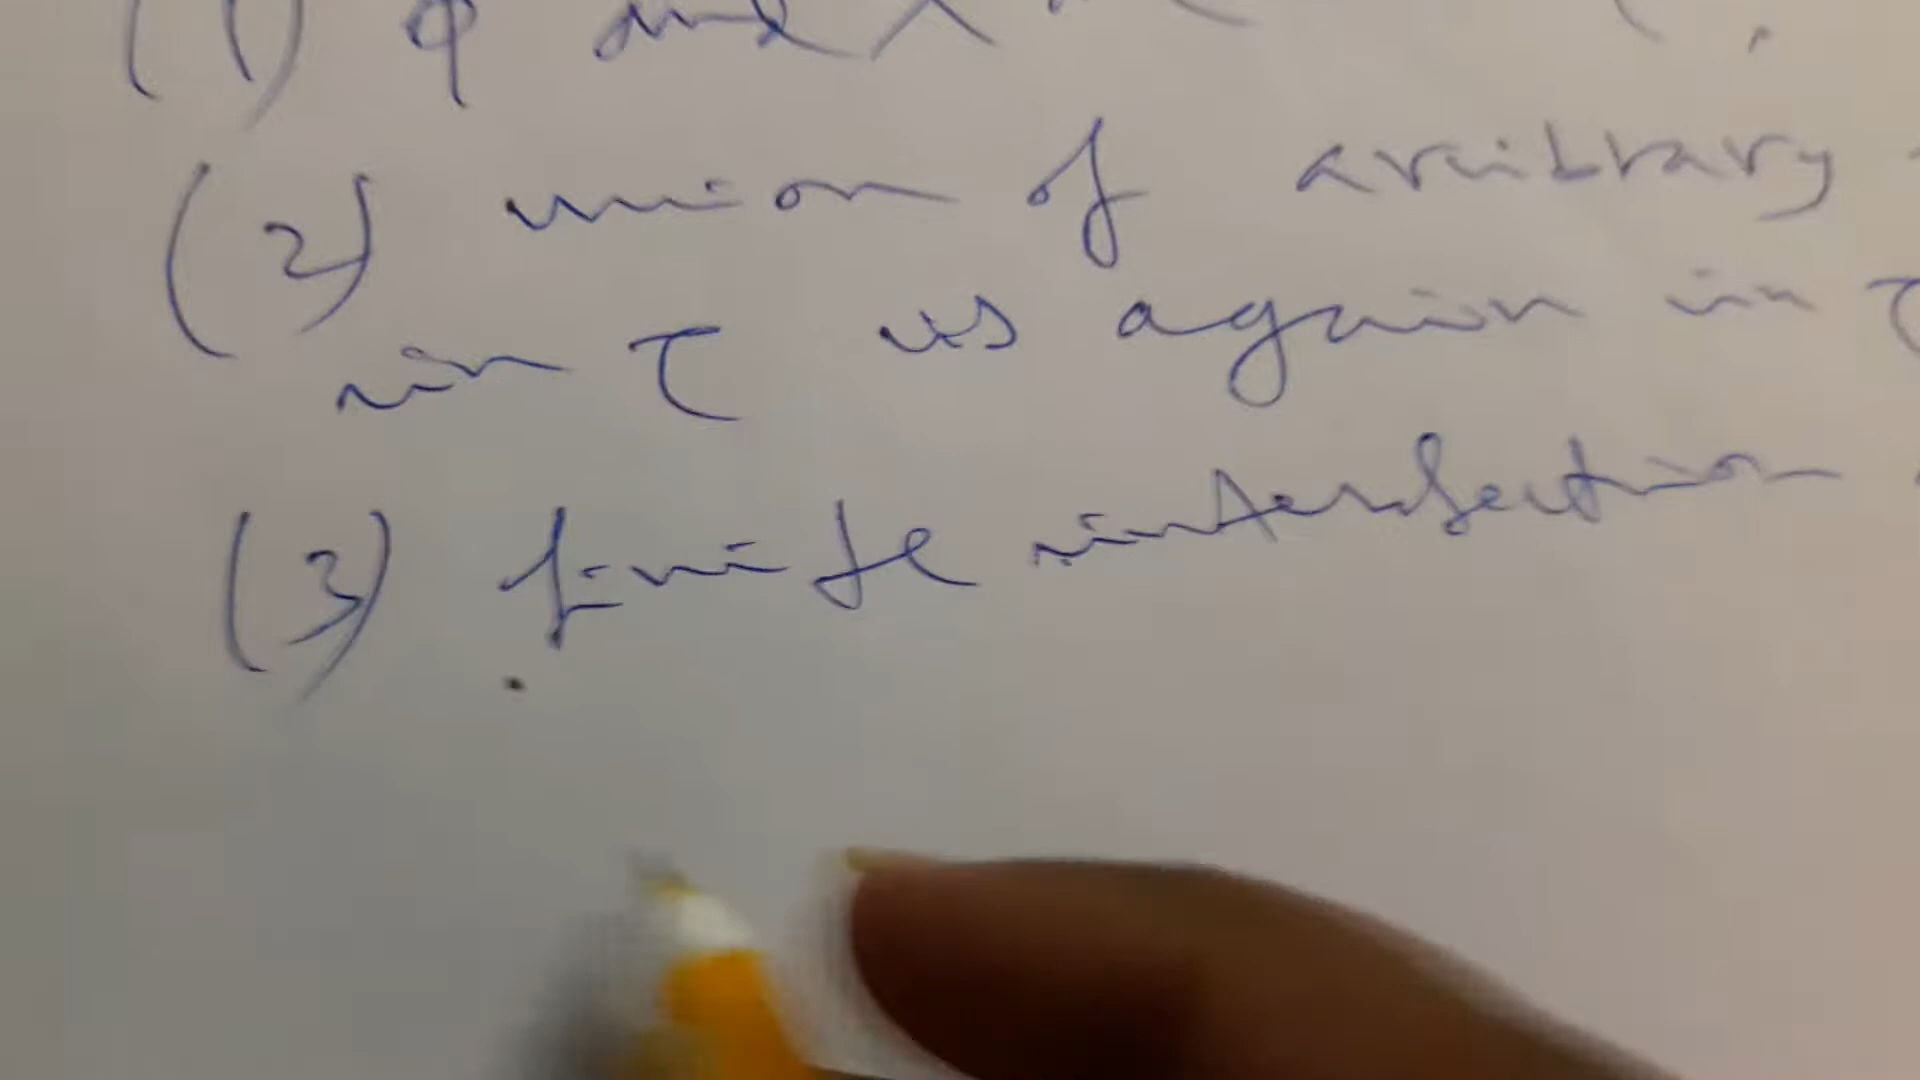 (1) φ and X
(2) union of arbitrary
in τ is again in τ
(3) finite intersection